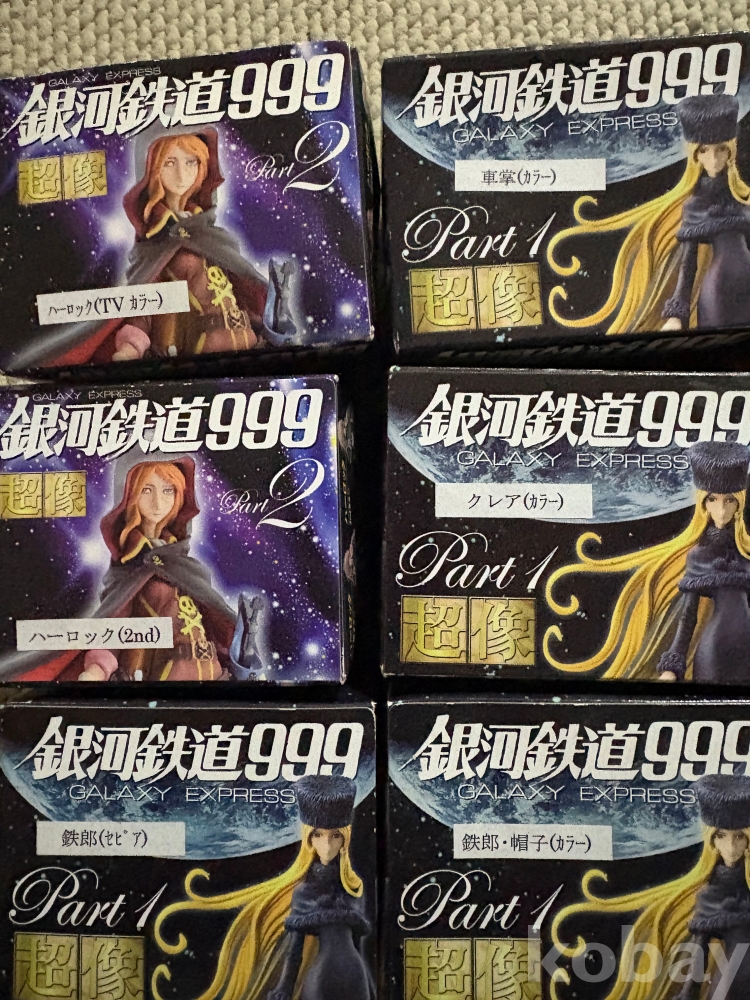 GALAXY EXPRESS
銀河鉄道999
超像
Part 2
ハーロック(TV カラー)
銀河鉄道999
GALAXY EXPRESS
車掌(カラー)
Part 1
超像
GALAXY EXPRESS
銀河鉄道999
超像
Part 2
ハーロック(2nd)
銀河鉄道999
GALAXY EXPRESS
クレア(カラー)
Part 1
超像
銀河鉄道999
GALAXY EXPRESS
鉄郎(セピア)
Part 1
超像
銀河鉄道999
GALAXY EXPRESS
鉄郎・帽子(カラー)
Part 1
超像
kobay